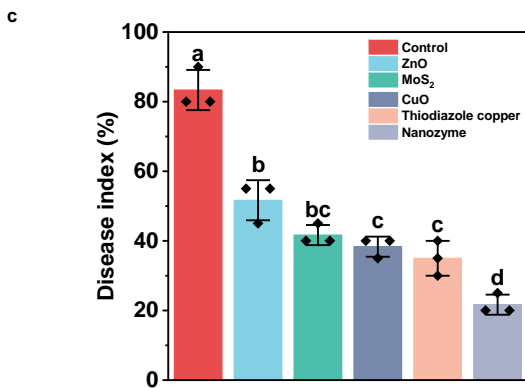 c
Disease index (%)
100
80
60
40
20
0
a
b
bc
c
c
d
Control
ZnO
MoS₂
CuO
Thiodiazole copper
Nanozyme